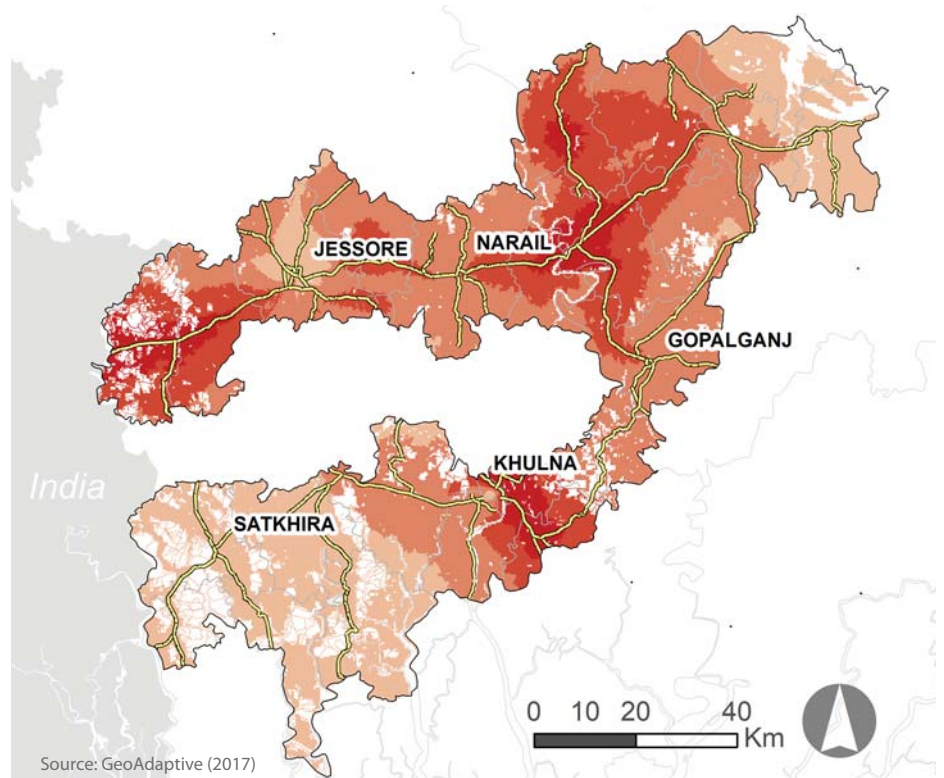 JESSORE
NARAIL
GOPALGANJ
KHULNA
India
SATKHIRA
0 10 20 40
Km
Source: GeoAdaptive (2017)